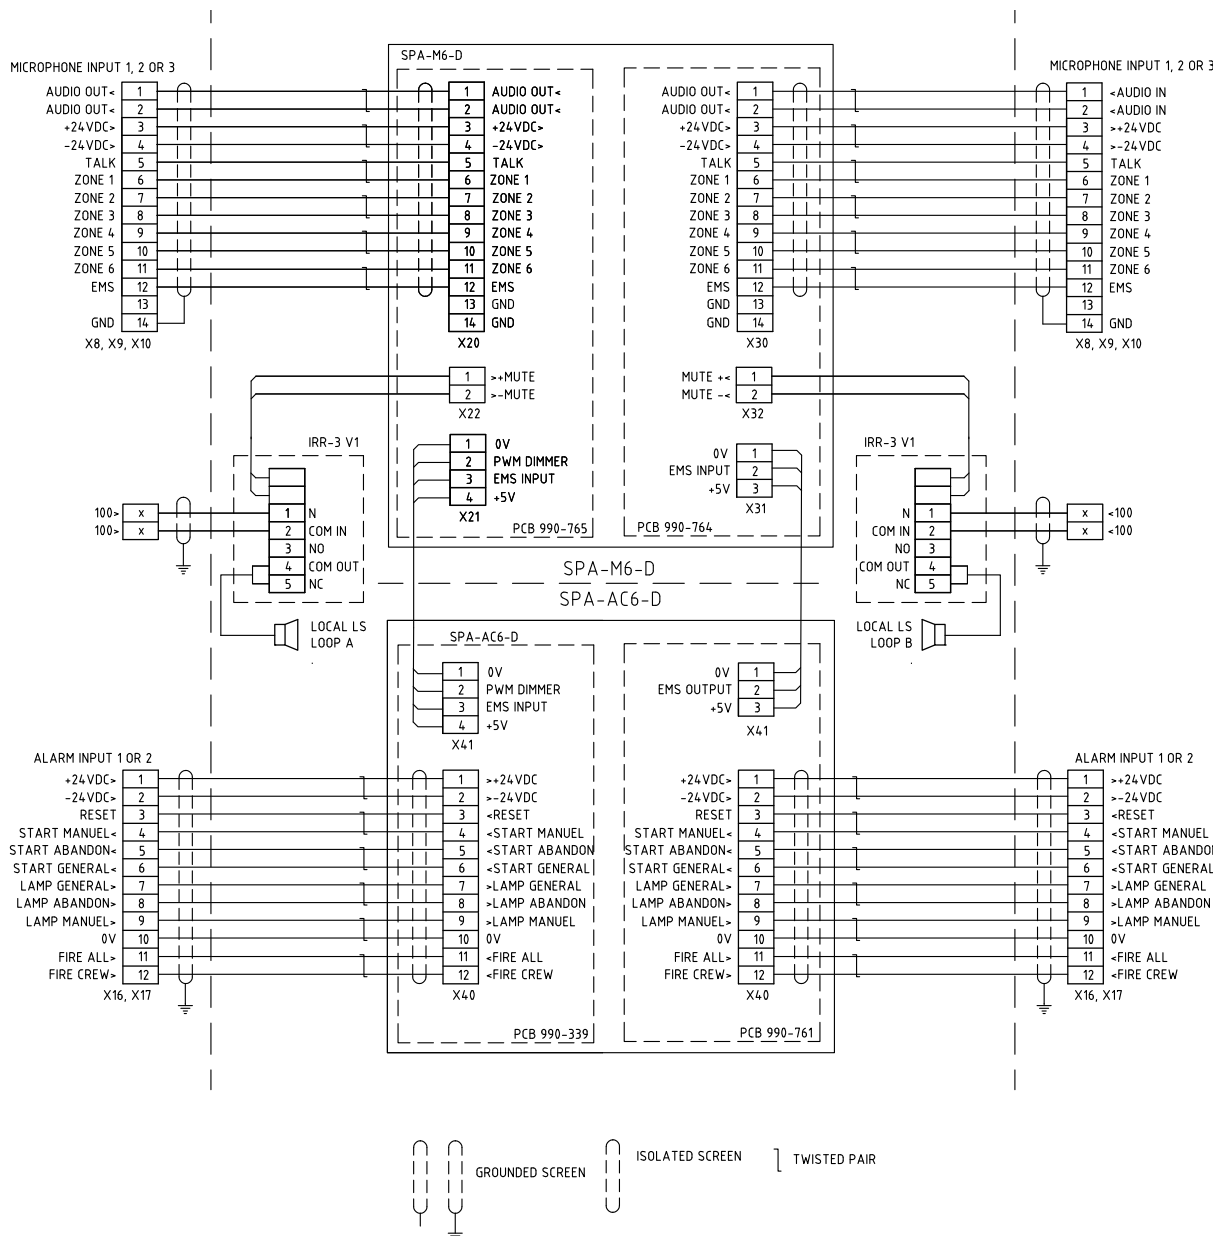 SPA-M6-D
MICROPHONE INPUT 1, 2 OR 3
AUDIO OUT< 1
AUDIO OUT< 2
+24VDC> 3
-24VDC> 4
TALK 5
ZONE 1 6
ZONE 2 7
ZONE 3 8
ZONE 4 9
ZONE 5 10
ZONE 6 11
EMS 12
13
GND 14
X8, X9, X10
1 AUDIO OUT<
2 AUDIO OUT<
3 +24VDC>
4 -24VDC>
5 TALK
6 ZONE 1
7 ZONE 2
8 ZONE 3
9 ZONE 4
10 ZONE 5
11 ZONE 6
12 EMS
13 GND
14 GND
X20
AUDIO OUT< 1
AUDIO OUT< 2
+24VDC> 3
-24VDC> 4
TALK 5
ZONE 1 6
ZONE 2 7
ZONE 3 8
ZONE 4 9
ZONE 5 10
ZONE 6 11
EMS 12
GND 13
GND 14
X30
MICROPHONE INPUT 1, 2 OR 3
1 <AUDIO IN
2 <AUDIO IN
3 >+24VDC
4 >-24VDC
5 TALK
6 ZONE 1
7 ZONE 2
8 ZONE 3
9 ZONE 4
10 ZONE 5
11 ZONE 6
12 EMS
13
14 GND
X8, X9, X10
1 >+MUTE
2 >-MUTE
X22
MUTE +< 1
MUTE -< 2
X32
1 0V
2 PWM DIMMER
3 EMS INPUT
4 +5V
X21
PCB 990-765
0V 1
EMS INPUT 2
+5V 3
X31
PCB 990-764
IRR-3 V1
100> x
100> x
1 N
2 COM IN
3 NO
4 COM OUT
5 NC
LOCAL LS
LOOP A
IRR-3 V1
N 1
COM IN 2
NO 3
COM OUT 4
NC 5
x <100
x <100
LOCAL LS
LOOP B
SPA-M6-D
SPA-AC6-D
SPA-AC6-D
1 0V
2 PWM DIMMER
3 EMS INPUT
4 +5V
X41
0V 1
EMS OUTPUT 2
+5V 3
X41
ALARM INPUT 1 OR 2
+24VDC> 1
-24VDC> 2
RESET 3
START MANUEL< 4
START ABANDON< 5
START GENERAL< 6
LAMP GENERAL> 7
LAMP ABANDON> 8
LAMP MANUEL> 9
0V 10
FIRE ALL> 11
FIRE CREW> 12
X16, X17
1 >+24VDC
2 >-24VDC
3 <RESET
4 <START MANUEL
5 <START ABANDON
6 <START GENERAL
7 >LAMP GENERAL
8 >LAMP ABANDON
9 >LAMP MANUEL
10 0V
11 <FIRE ALL
12 <FIRE CREW
X40
PCB 990-339
+24VDC> 1
-24VDC> 2
RESET 3
START MANUEL< 4
START ABANDON< 5
START GENERAL< 6
LAMP GENERAL> 7
LAMP ABANDON> 8
LAMP MANUEL> 9
0V 10
FIRE ALL> 11
FIRE CREW> 12
X40
PCB 990-761
ALARM INPUT 1 OR 2
1 >+24VDC
2 >-24VDC
3 <RESET
4 <START MANUEL
5 <START ABANDON
6 <START GENERAL
7 >LAMP GENERAL
8 >LAMP ABANDON
9 >LAMP MANUEL
10 0V
11 <FIRE ALL
12 <FIRE CREW
X16, X17
GROUNDED SCREEN
ISOLATED SCREEN
TWISTED PAIR